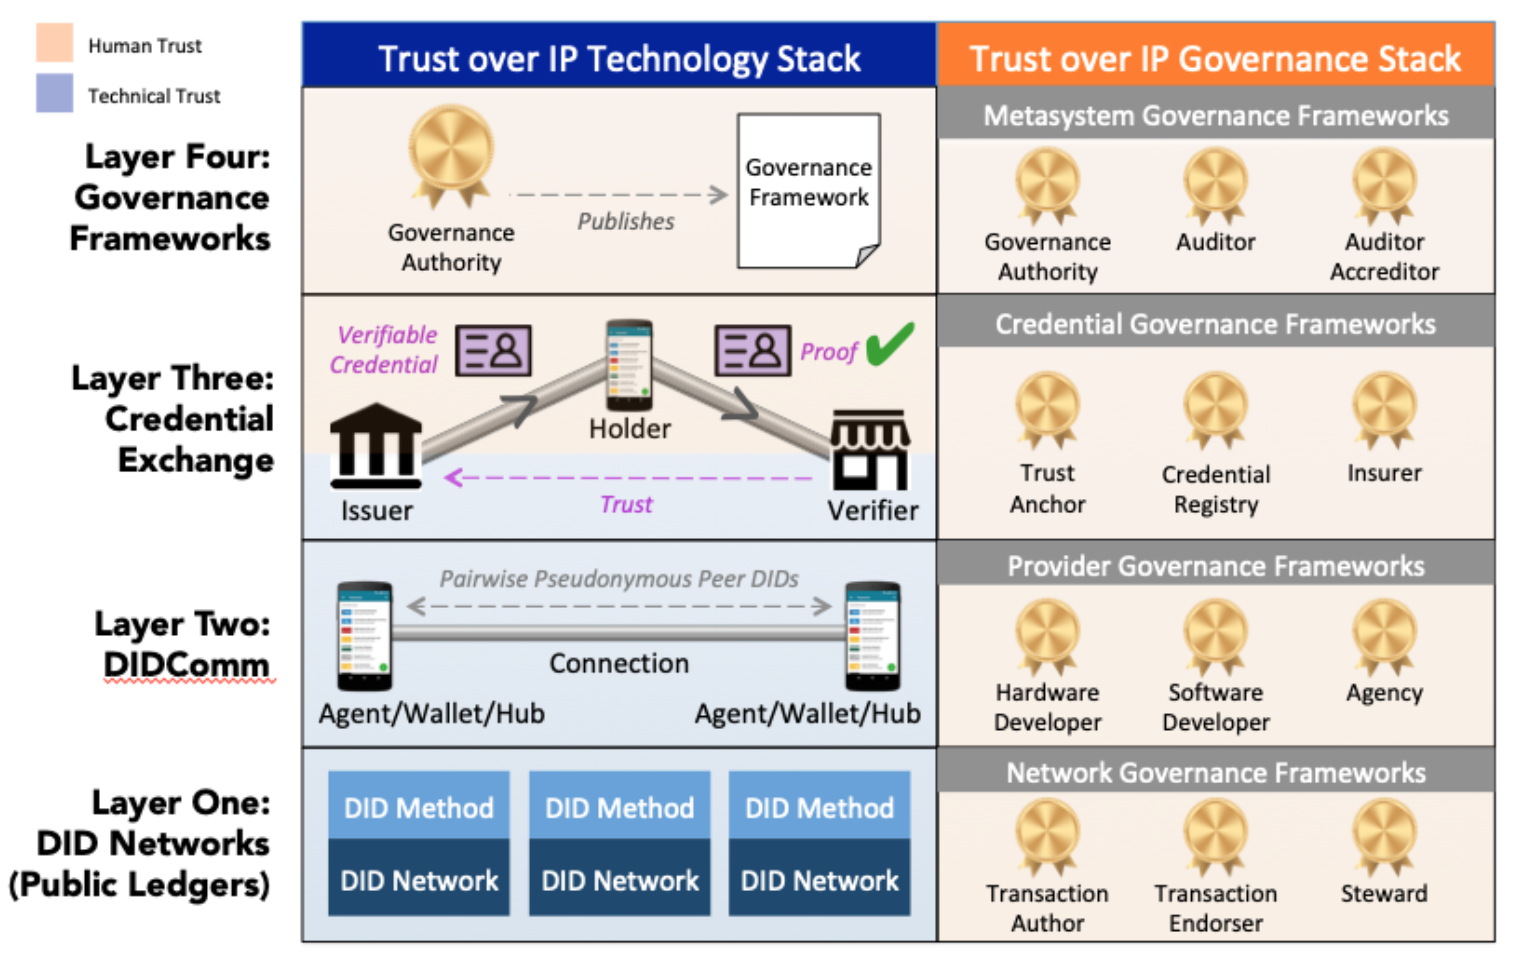 Human Trust
Technical Trust
Trust over IP Technology Stack
Trust over IP Governance Stack
Layer Four:
Governance
Frameworks
Governance
Authority
Publishes
Governance
Framework
Metasystem Governance Frameworks
Governance
Authority
Auditor
Auditor
Accreditor
Layer Three:
Credential
Exchange
Verifiable
Credential
Proof
Holder
Issuer
Trust
Verifier
Credential Governance Frameworks
Trust
Anchor
Credential
Registry
Insurer
Layer Two:
DIDComm
Pairwise Pseudonymous Peer DIDs
Connection
Agent/Wallet/Hub
Agent/Wallet/Hub
Provider Governance Frameworks
Hardware
Developer
Software
Developer
Agency
Layer One:
DID Networks
(Public Ledgers)
DID Method
DID Network
DID Method
DID Network
DID Method
DID Network
Network Governance Frameworks
Transaction
Author
Transaction
Endorser
Steward